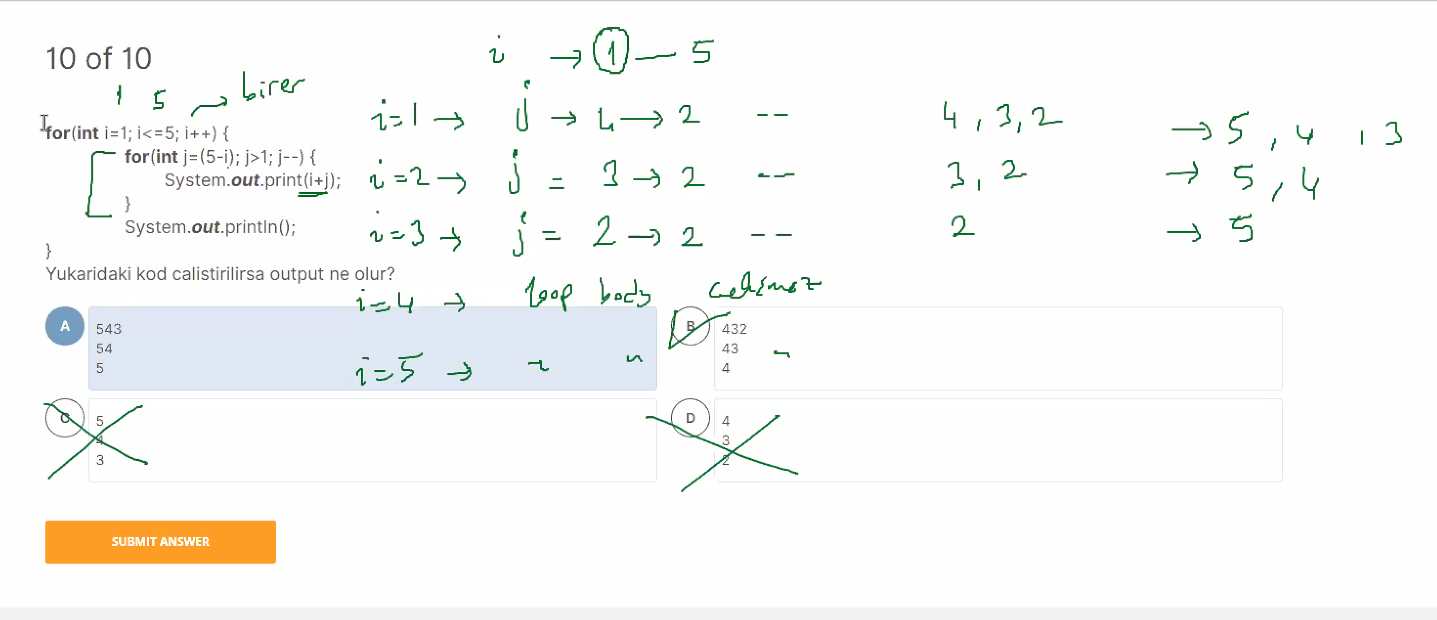 10 of 10
i → 1 — 5
1 5 → birer
for(int i=1; i<=5; i++) {
for(int j=(5-i); j>1; j--) {
System.out.print(i+j);
}
System.out.println();
}
i=1 → j → 4 → 2 -- 4, 3, 2 → 5, 4, 3
i=2 → j = 3 → 2 -- 3, 2 → 5, 4
i=3 → j = 2 → 2 -- 2 → 5
Yukaridaki kod calistirilirsa output ne olur?
i=4 → loop body calismaz
i=5 → " "
A
543
54
5
B
432
43
4
C
5
4
3
D
4
3
2
SUBMIT ANSWER